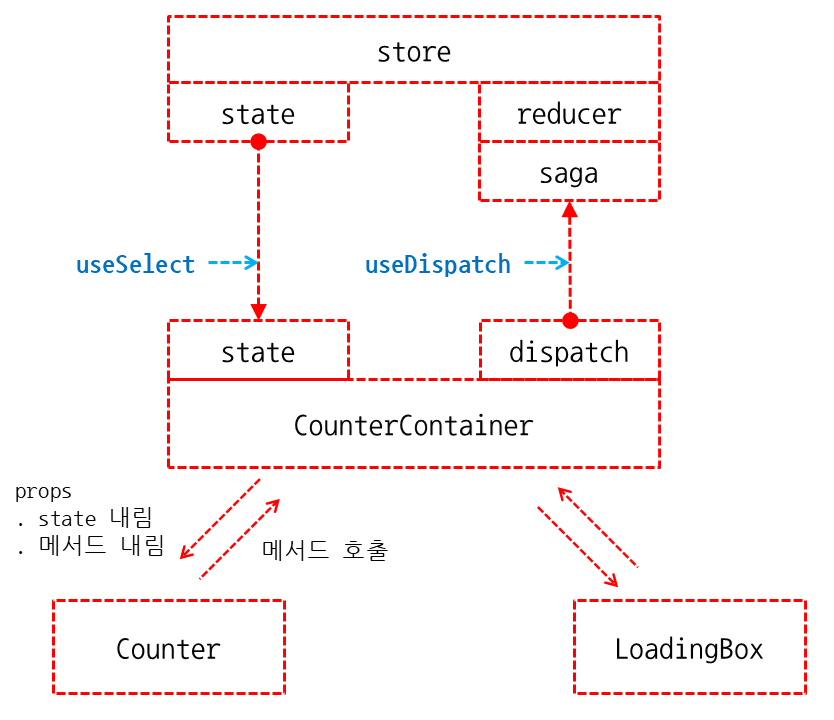 store
state
reducer
saga
useSelect
useDispatch
state
dispatch
CounterContainer
props
. state 내림
. 메서드 내림
메서드 호출
Counter
LoadingBox